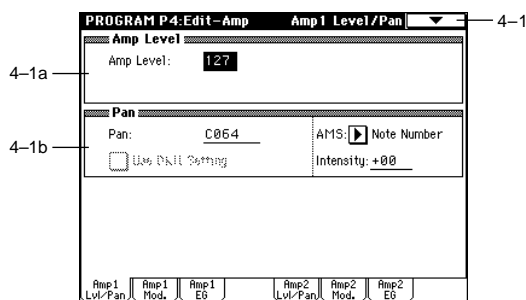 PROGRAM P4:Edit-Amp Amp1 Level/Pan
4–1
Amp Level
Amp Level: 127
4–1a
Pan
Pan: C064 AMS: Note Number
4–1b
Use DKit Setting Intensity: +00
Amp1 Lvl/Pan
Amp1 Mod.
Amp1 EG
Amp2 Lvl/Pan
Amp2 Mod.
Amp2 EG